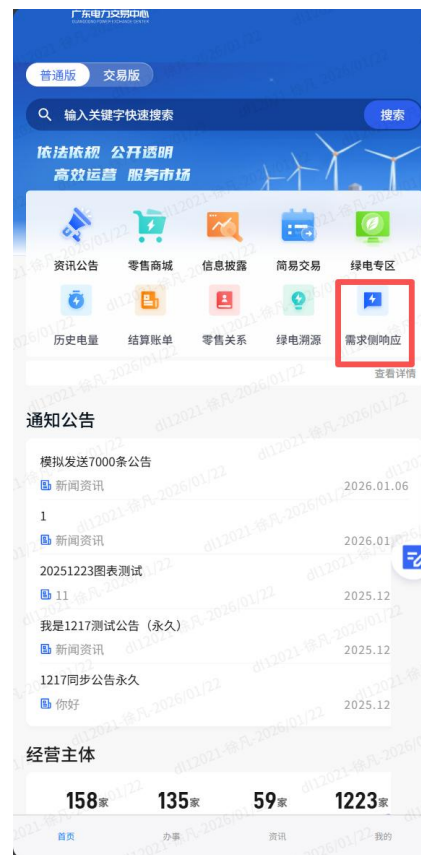 广东电力交易中心
普通版 交易版
输入关键字快速搜索 搜索
依法依规 公开透明
高效运营 服务市场
资讯公告 零售商城 信息披露 简易交易 绿电专区
历史电量 结算账单 零售关系 绿电溯源 需求侧响应
查看详情
通知公告
模拟发送7000条公告
新闻资讯 2026.01.06
1
新闻资讯 2026.01
20251223图表测试
11 2025.12
我是1217测试公告（永久）
新闻资讯 2025.12
1217同步公告永久
你好 2025.12
经营主体
158家 135家 59家 1223家
首页 办事 资讯 我的
dl12021-徐凡-2026/01/22